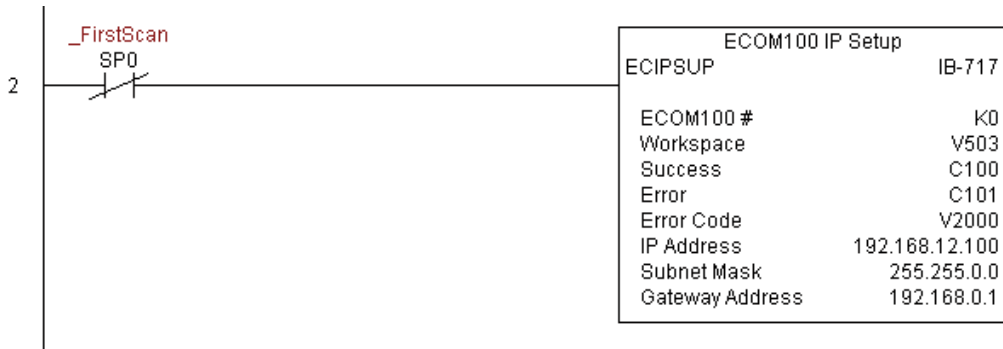 _FirstScan
SP0
2
ECOM100 IP Setup
ECIPSUP IB-717
ECOM100 # K0
Workspace V503
Success C100
Error C101
Error Code V2000
IP Address 192.168.12.100
Subnet Mask 255.255.0.0
Gateway Address 192.168.0.1